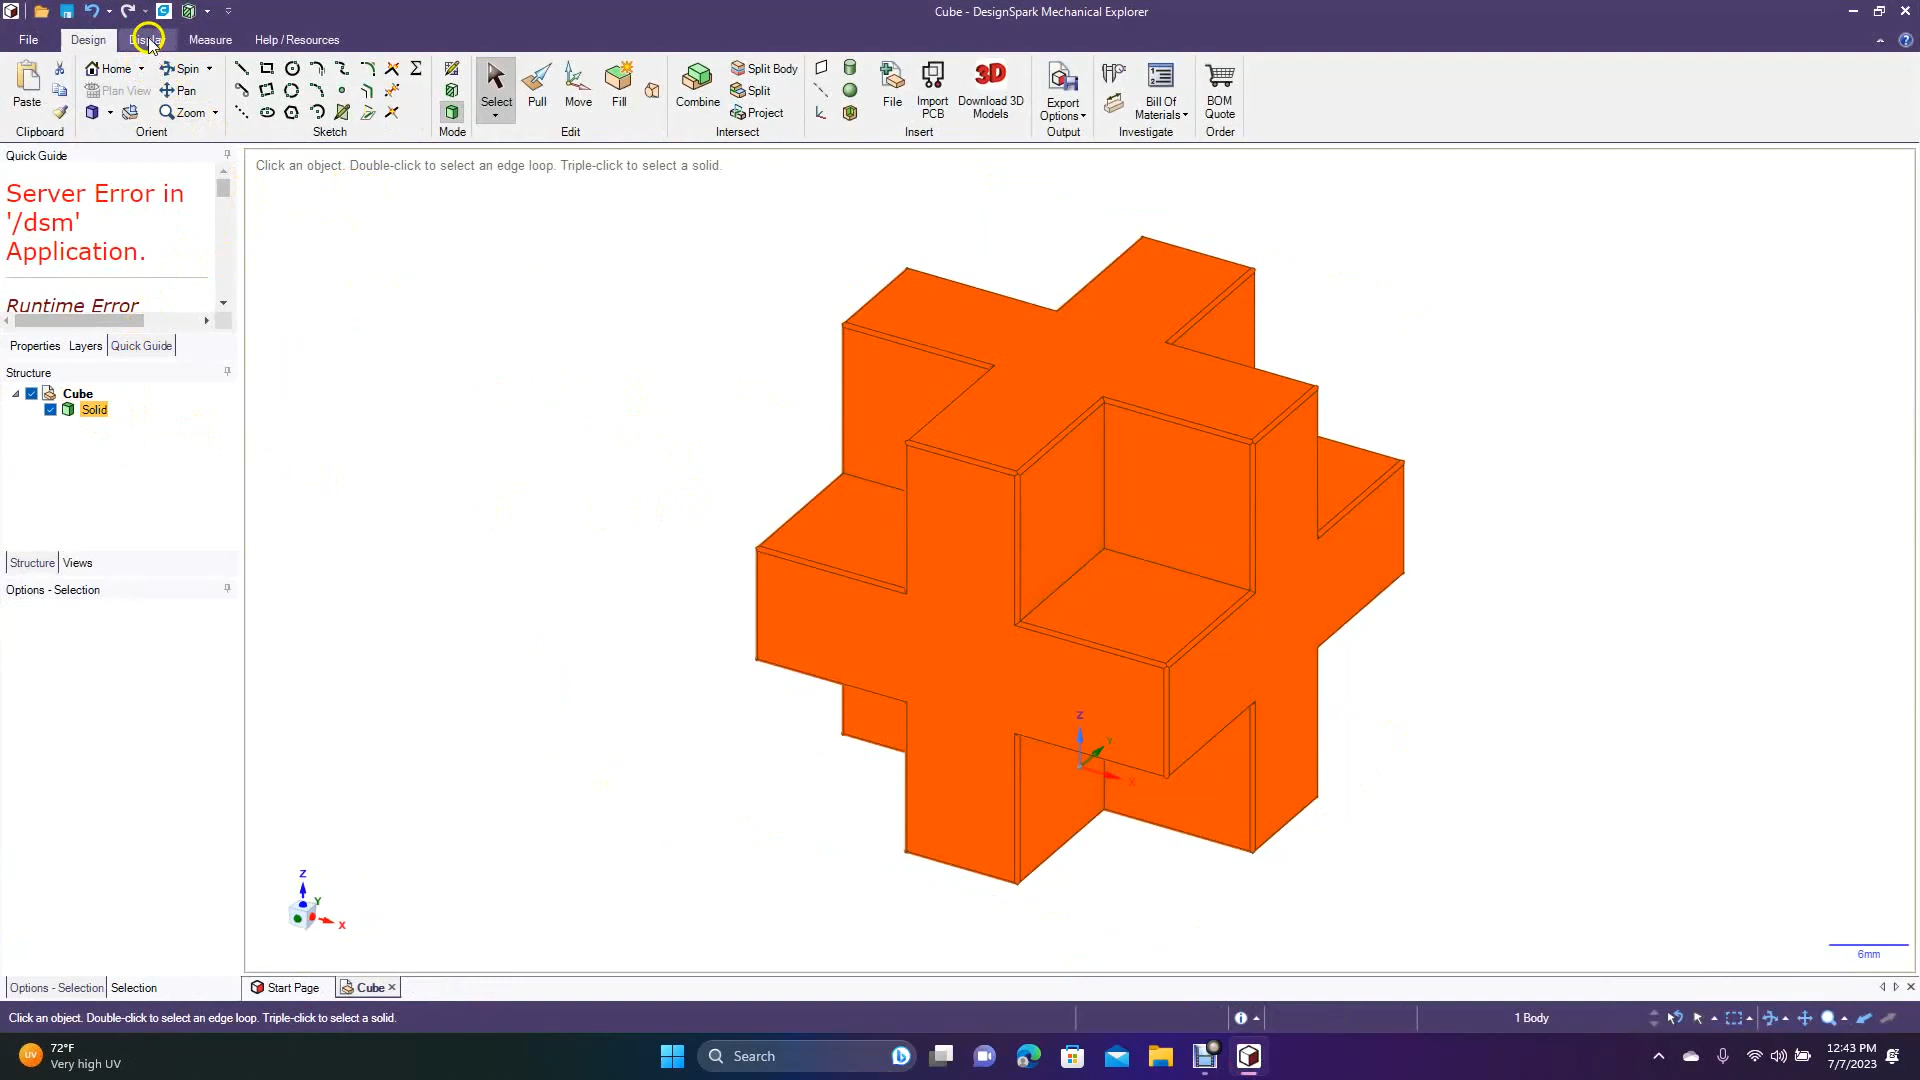 Cube - DesignSpark Mechanical Explorer
File Design Display Measure Help / Resources
Paste
Clipboard
Home Spin
Plan View Pan
Zoom
Orient
Sketch
Mode
Select Pull Move Fill
Edit
Combine
Split Body
Split
Project
Intersect
File
Import PCB
Download 3D Models
Insert
Export Options
Output
Bill Of Materials
Investigate
BOM Quote
Order
Quick Guide
Server Error in
'/dsm'
Application.
Runtime Error
Properties Layers Quick Guide
Structure
Cube
Solid
Structure Views
Options - Selection
Click an object. Double-click to select an edge loop. Triple-click to select a solid.
Z
Y
X
Z
Y
X
6mm
Options - Selection Selection
Start Page Cube
Click an object. Double-click to select an edge loop. Triple-click to select a solid.
1 Body
72°F
Very high UV
UV
Search
12:43 PM
7/7/2023
3D